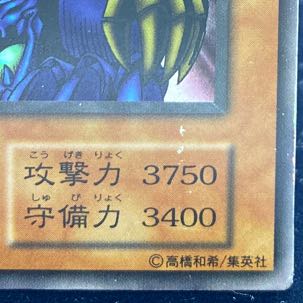 こう げき りょく
攻撃力 3750
しゅ び りょく
守備力 3400
©高橋和希/集英社